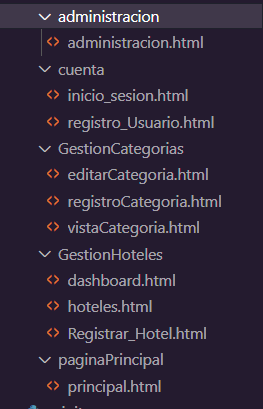 administracion
administracion.html
cuenta
inicio_sesion.html
registro_Usuario.html
GestionCategorias
editarCategoria.html
registroCategoria.html
vistaCategoria.html
GestionHoteles
dashboard.html
hoteles.html
Registrar_Hotel.html
paginaPrincipal
principal.html